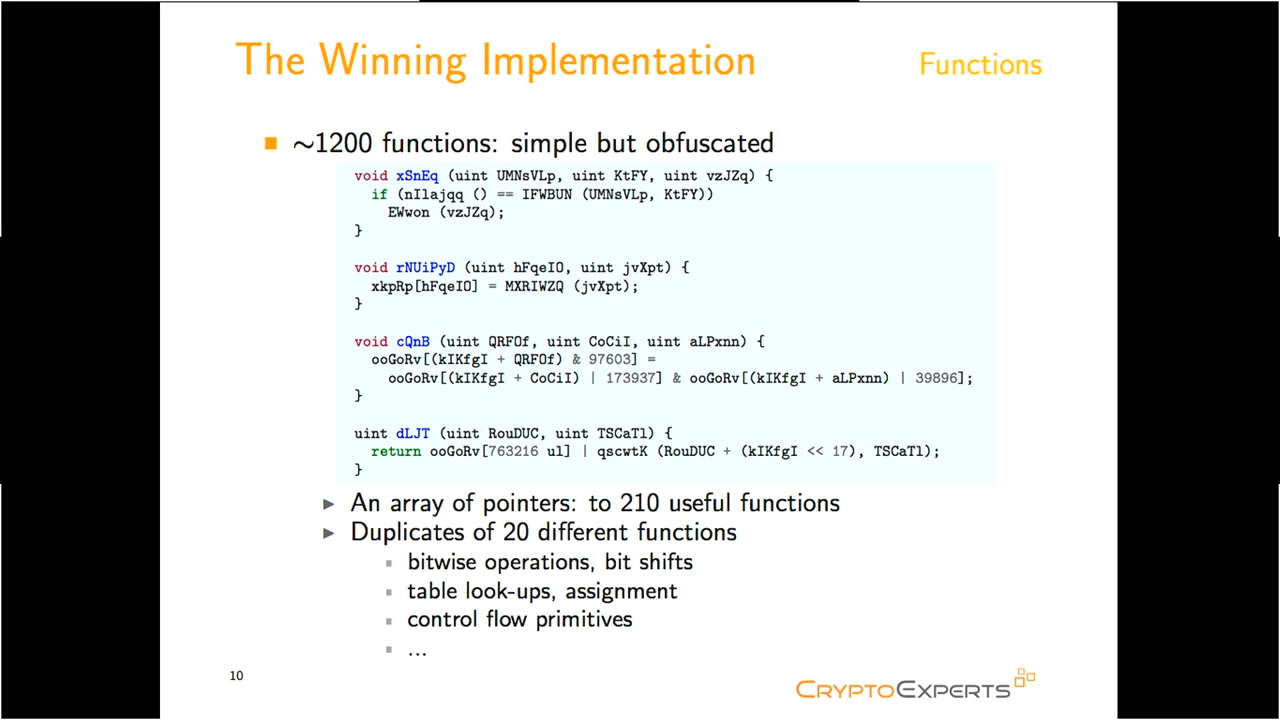 The Winning Implementation
Functions
∼1200 functions: simple but obfuscated
void xSnEq (uint UMNsVLp, uint KtFY, uint vzJZq) {
if (nIlajqq () == IFWBUN (UMNsVLp, KtFY))
EWwon (vzJZq);
}
void rNUiPyD (uint hFqeIO, uint jvXpt) {
xkpRp[hFqeIO] = MXRIWZQ (jvXpt);
}
void cQnB (uint QRFOf, uint CoCiI, uint aLPxnn) {
ooGoRv[(kIKfgI + QRFOf) & 97603] =
ooGoRv[(kIKfgI + CoCiI) | 173937] & ooGoRv[(kIKfgI + aLPxnn) | 39896];
}
uint dLJT (uint RouDUC, uint TSCaTl) {
return ooGoRv[763216 ul] | qscwtK (RouDUC + (kIKfgI << 17), TSCaTl);
}
► An array of pointers: to 210 useful functions
► Duplicates of 20 different functions
bitwise operations, bit shifts
table look-ups, assignment
control flow primitives
...
10
CRYPTOEXPERTS